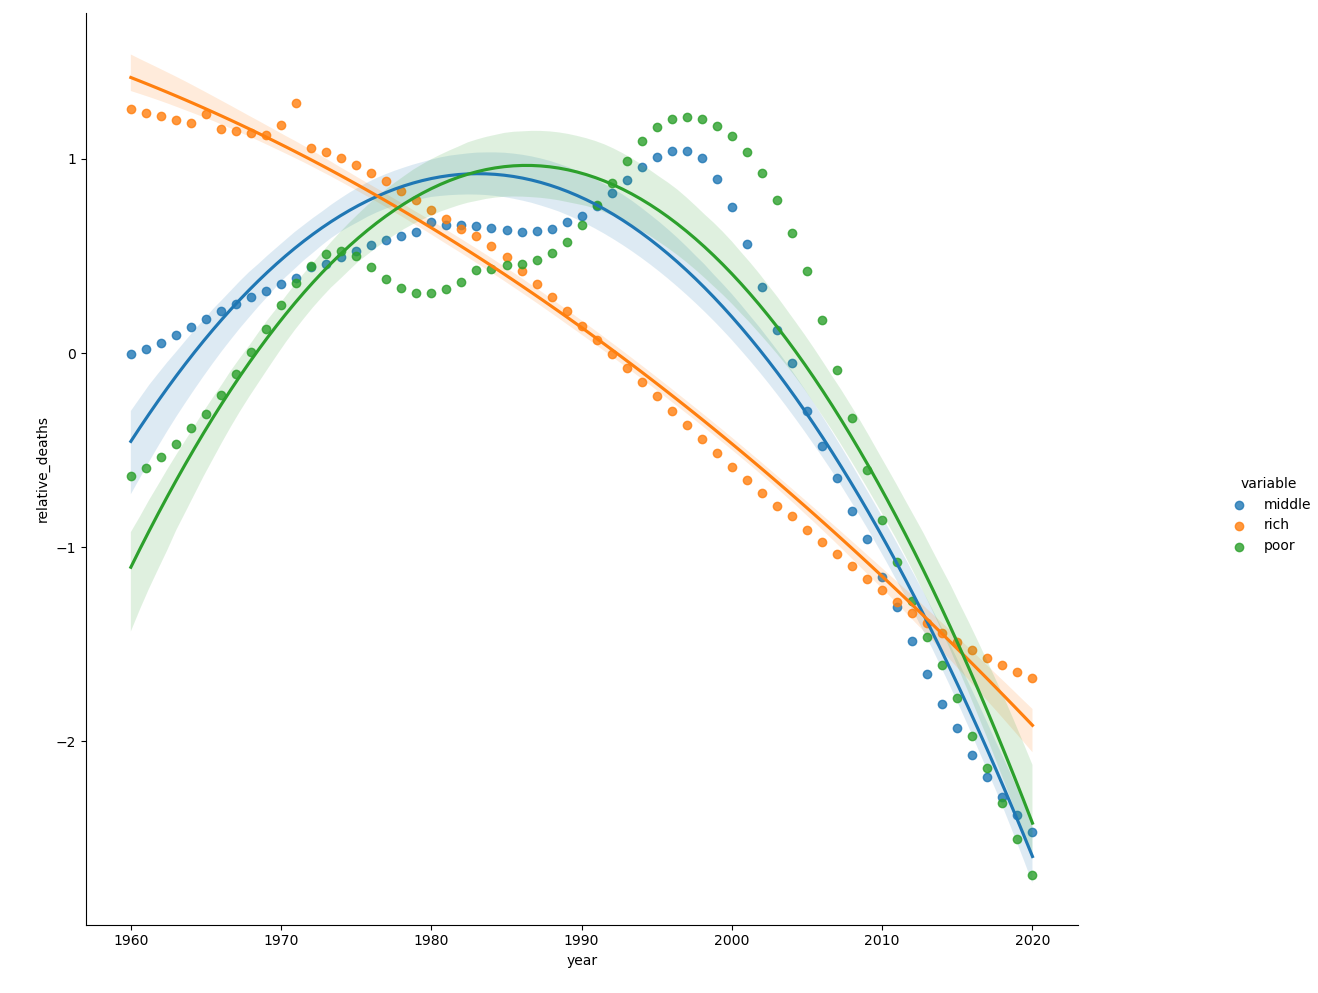 1
0
−1
−2
relative_deaths
1960 1970 1980 1990 2000 2010 2020
year
variable
middle
rich
poor